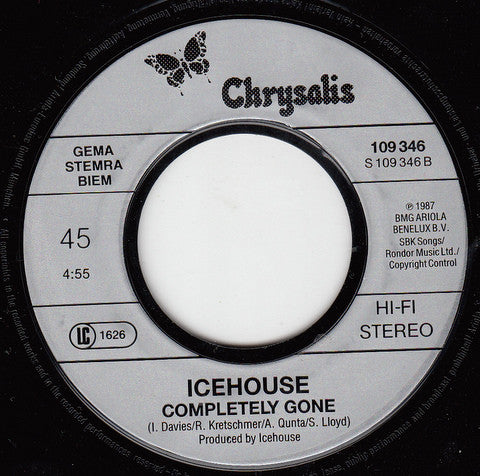 Chrysalis
GEMA
STEMRA
BIEM
109 346
S 109 346 B
℗ 1987
BMG ARIOLA
BENELUX B.V.
SBK Songs/
Rondor Music Ltd./
Copyright Control
45
4:55
LC 1626
HI-FI
STEREO
ICEHOUSE
COMPLETELY GONE
(I. Davies/R. Kretschmer/A. Qunta/S. Lloyd)
Produced by Icehouse